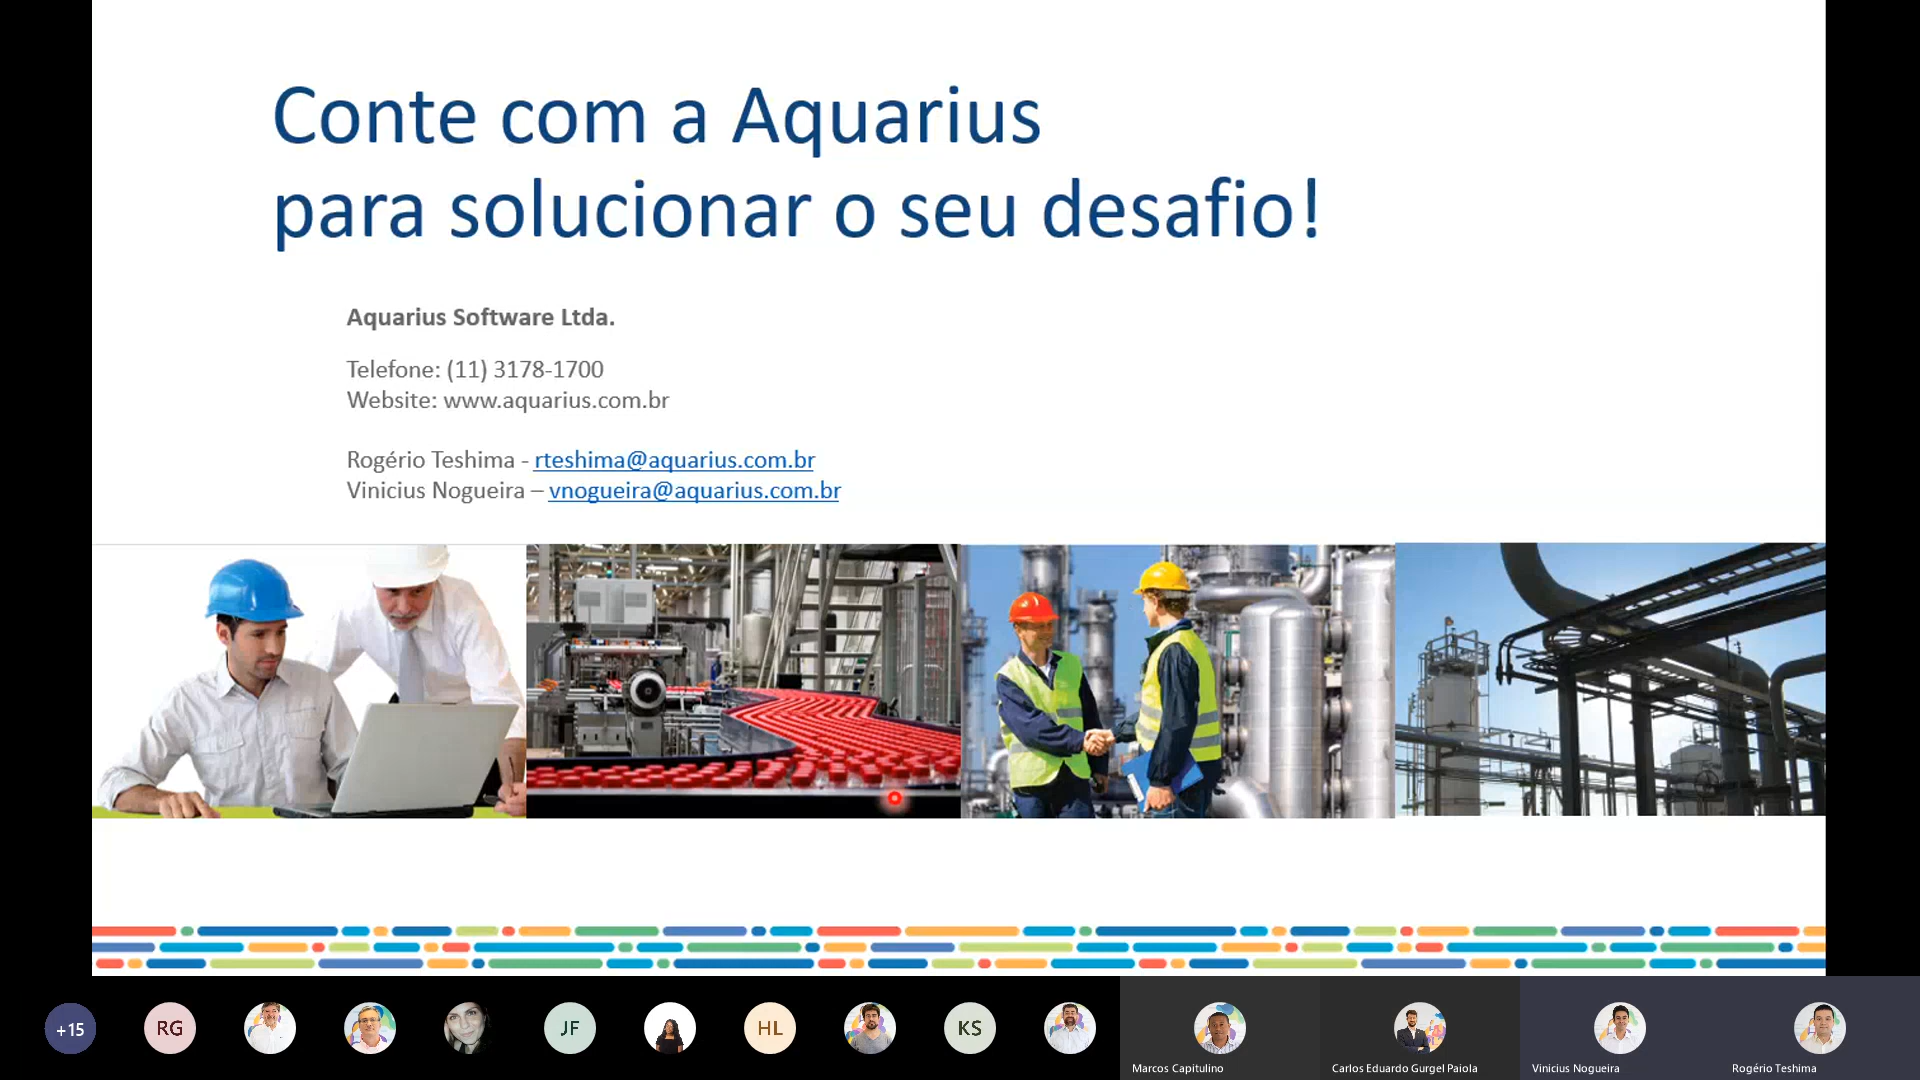 Conte com a Aquarius
para solucionar o seu desafio!
Aquarius Software Ltda.
Telefone: (11) 3178-1700
Website: www.aquarius.com.br
Rogério Teshima - rteshima@aquarius.com.br
Vinicius Nogueira – vnogueira@aquarius.com.br
+15
RG
JF
HL
KS
Marcos Capitulino
Carlos Eduardo Gurgel Paiola
Vinicius Nogueira
Rogério Teshima